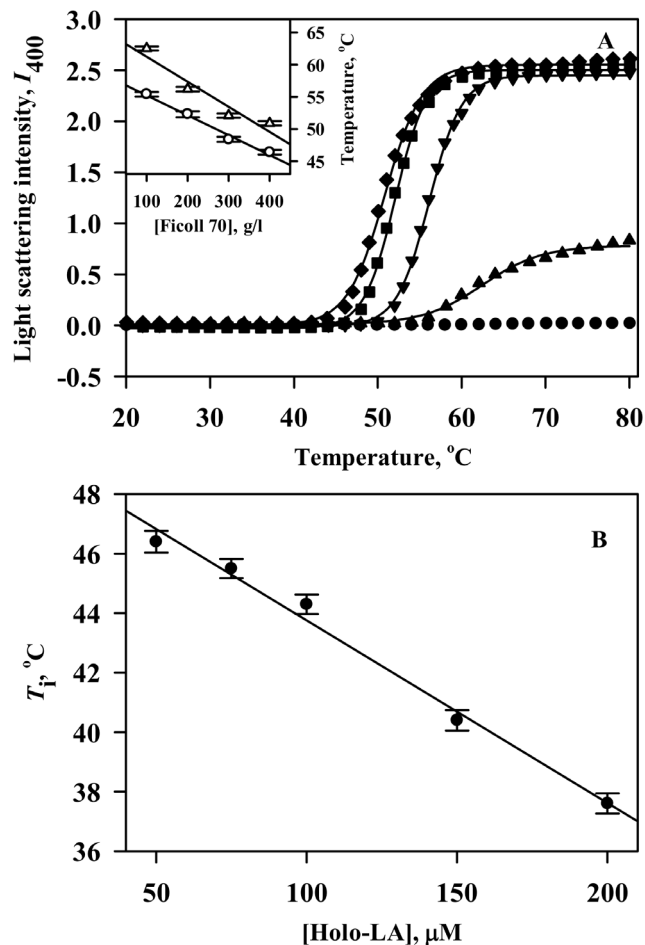 A
Light scattering intensity, I400
3.0
2.5
2.0
1.5
1.0
0.5
0.0
-0.5
20 30 40 50 60 70 80
Temperature, °C
65
60
55
50
45
Temperature, °C
100 200 300 400
[Ficoll 70], g/l
B
Ti, °C
48
46
44
42
40
38
36
50 100 150 200
[Holo-LA], μM